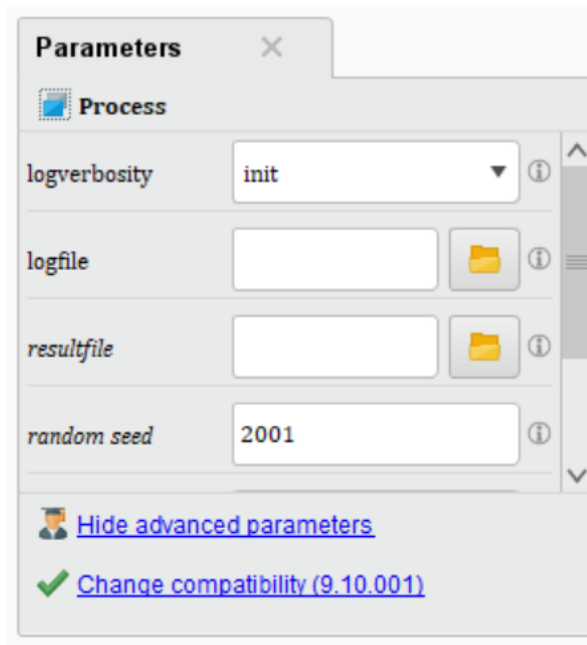 Parameters
Process
logverbosity init
logfile
resultfile
random seed 2001
Hide advanced parameters
Change compatibility (9.10.001)